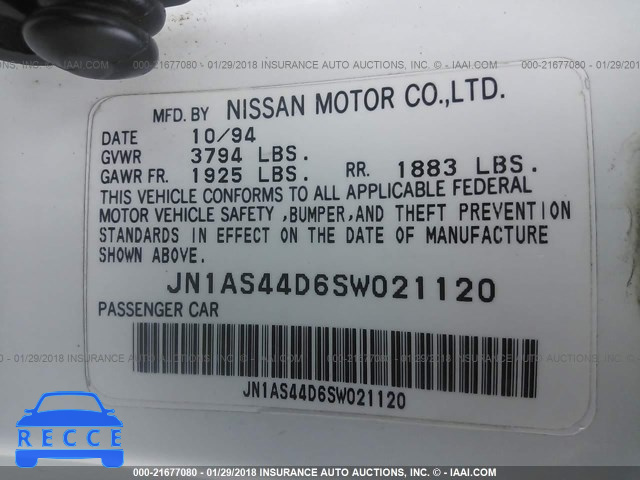 000-21677080 - 01/29/2018 INSURANCE AUTO AUCTIONS, INC. - IAAI.COM
MFD. BY NISSAN MOTOR CO.,LTD.
DATE 10/94
GVWR 3794 LBS.
GAWR FR. 1925 LBS. RR. 1883 LBS.
THIS VEHICLE CONFORMS TO ALL APPLICABLE FEDERAL
MOTOR VEHICLE SAFETY ,BUMPER,AND THEFT PREVENTION
STANDARDS IN EFFECT ON THE DATE OF MANUFACTURE
SHOWN ABOVE.
JN1AS44D6SW021120
PASSENGER CAR
JN1AS44D6SW021120
RECCE
000-21677080 - 01/29/2018 INSURANCE AUTO AUCTIONS, INC. - IAAI.COM